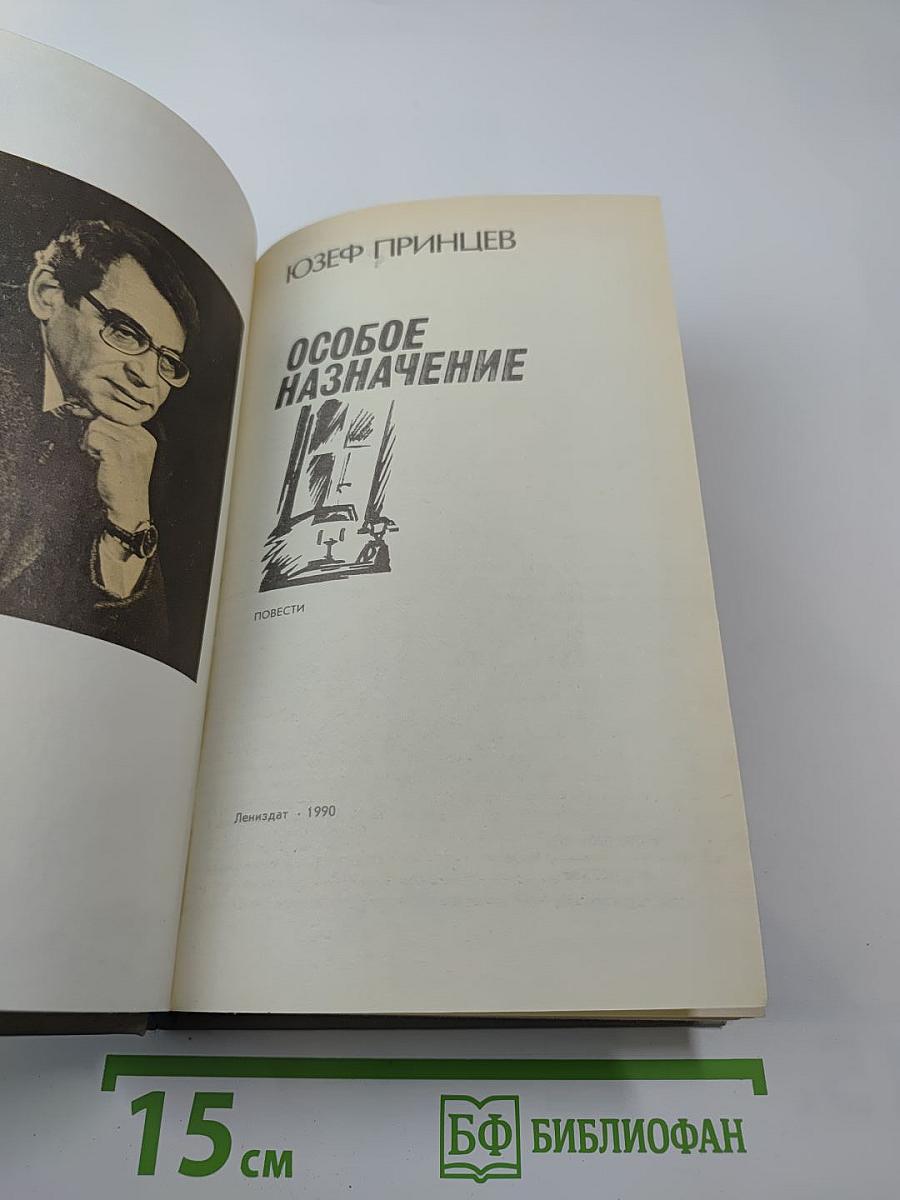 ЮЗЕФ ПРИНЦЕВ
ОСОБОЕ
НАЗНАЧЕНИЕ
ПОВЕСТИ
Лениздат · 1990
15 см
БФ БИБЛИОФАН